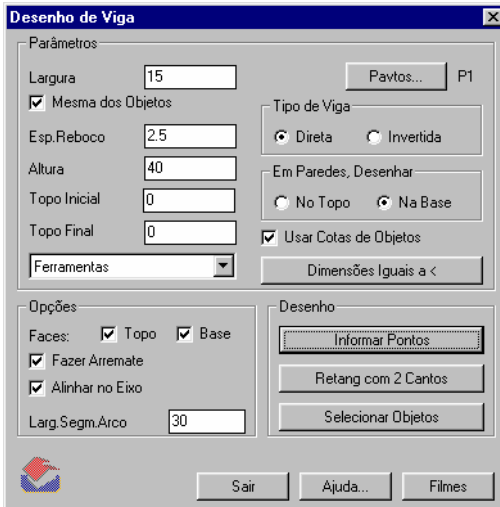 Desenho de Viga
Parâmetros
Largura 15 Pavtos... P1
Mesma dos Objetos
Tipo de Viga
Esp.Reboco 2.5
Direta Invertida
Altura 40
Em Paredes, Desenhar
Topo Inicial 0
No Topo Na Base
Topo Final 0
Usar Cotas de Objetos
Ferramentas
Dimensões Iguais a <
Opções
Faces: Topo Base
Fazer Arremate
Alinhar no Eixo
Larg.Segm.Arco 30
Desenho
Informar Pontos
Retang com 2 Cantos
Selecionar Objetos
Sair Ajuda... Filmes